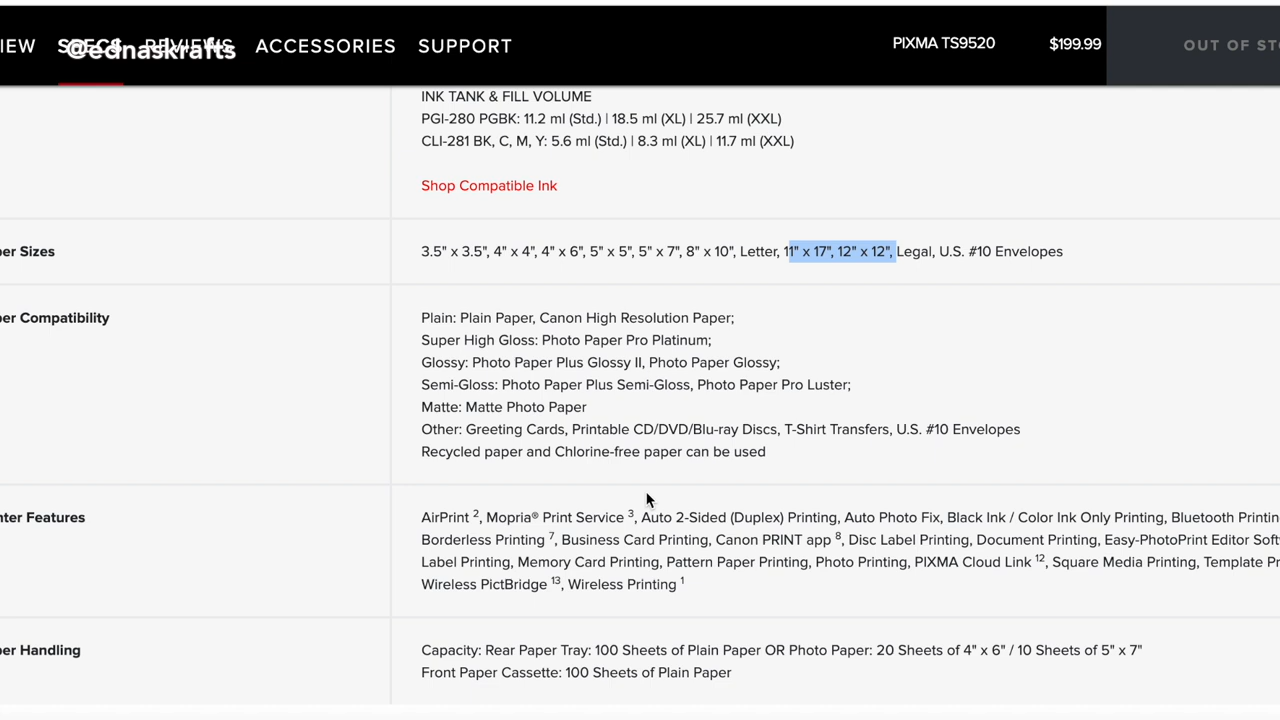 IEW SPECS REVIEWS ACCESSORIES SUPPORT PIXMA TS9520 $199.99 OUT OF STO
@ednaskrafts
INK TANK & FILL VOLUME
PGI-280 PGBK: 11.2 ml (Std.) | 18.5 ml (XL) | 25.7 ml (XXL)
CLI-281 BK, C, M, Y: 5.6 ml (Std.) | 8.3 ml (XL) | 11.7 ml (XXL)
Shop Compatible Ink
per Sizes
3.5" x 3.5", 4" x 4", 4" x 6", 5" x 5", 5" x 7", 8" x 10", Letter, 11" x 17", 12" x 12", Legal, U.S. #10 Envelopes
per Compatibility
Plain: Plain Paper, Canon High Resolution Paper;
Super High Gloss: Photo Paper Pro Platinum;
Glossy: Photo Paper Plus Glossy II, Photo Paper Glossy;
Semi-Gloss: Photo Paper Plus Semi-Gloss, Photo Paper Pro Luster;
Matte: Matte Photo Paper
Other: Greeting Cards, Printable CD/DVD/Blu-ray Discs, T-Shirt Transfers, U.S. #10 Envelopes
Recycled paper and Chlorine-free paper can be used
nter Features
AirPrint 2, Mopria® Print Service 3, Auto 2-Sided (Duplex) Printing, Auto Photo Fix, Black Ink / Color Ink Only Printing, Bluetooth Printin
Borderless Printing 7, Business Card Printing, Canon PRINT app 8, Disc Label Printing, Document Printing, Easy-PhotoPrint Editor Soft
Label Printing, Memory Card Printing, Pattern Paper Printing, Photo Printing, PIXMA Cloud Link 12, Square Media Printing, Template Pr
Wireless PictBridge 13, Wireless Printing 1
per Handling
Capacity: Rear Paper Tray: 100 Sheets of Plain Paper OR Photo Paper: 20 Sheets of 4" x 6" / 10 Sheets of 5" x 7"
Front Paper Cassette: 100 Sheets of Plain Paper